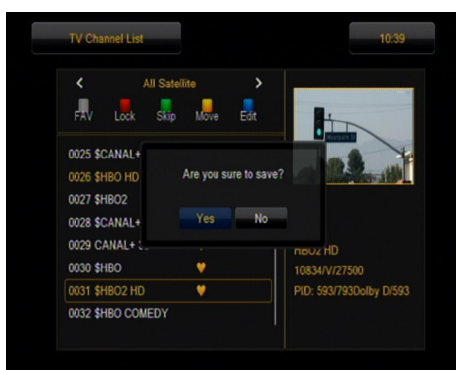 TV Channel List
10:39
All Satellite
FAV Lock Skip Move Edit
0025 $CANAL+
0026 $HBO HD
0027 $HBO2
0028 $CANAL+
0029 CANAL+
0030 $HBO
0031 $HBO2 HD
0032 $HBO COMEDY
Are you sure to save?
Yes No
HBO2 HD
10834/V/27500
PID: 593/793Dolby D/593